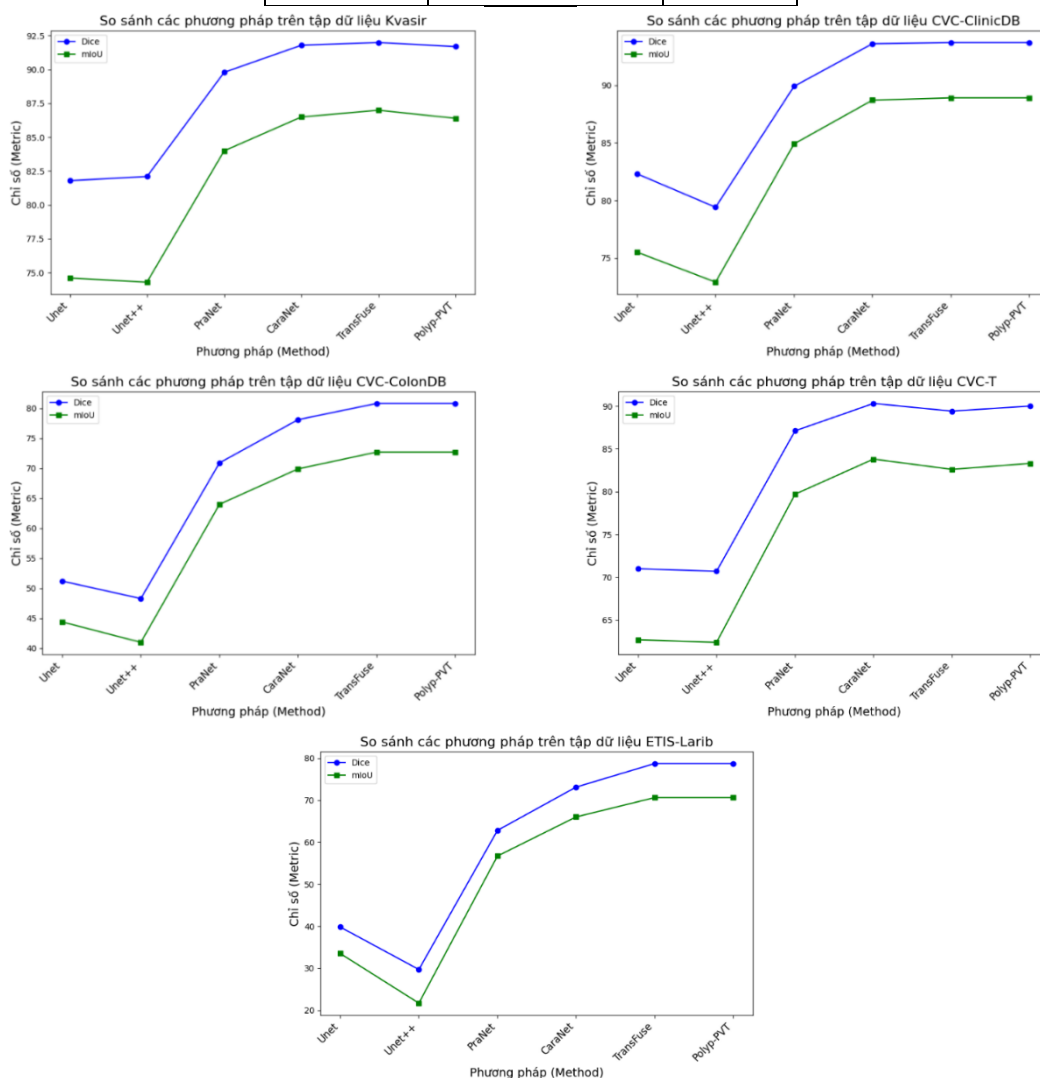 So sánh các phương pháp trên tập dữ liệu Kvasir
Dice
mIoU
92.5
90.0
87.5
85.0
82.5
80.0
77.5
75.0
Chỉ số (Metric)
Unet
Unet++
PraNet
CaraNet
TransFuse
Polyp-PVT
Phương pháp (Method)
So sánh các phương pháp trên tập dữ liệu CVC-ClinicDB
Dice
mIoU
90
85
80
75
Chỉ số (Metric)
Unet
Unet++
PraNet
CaraNet
TransFuse
Polyp-PVT
Phương pháp (Method)
So sánh các phương pháp trên tập dữ liệu CVC-ColonDB
Dice
mIoU
80
75
70
65
60
55
50
45
40
Chỉ số (Metric)
Unet
Unet++
PraNet
CaraNet
TransFuse
Polyp-PVT
Phương pháp (Method)
So sánh các phương pháp trên tập dữ liệu CVC-T
Dice
mIoU
90
85
80
75
70
65
Chỉ số (Metric)
Unet
Unet++
PraNet
CaraNet
TransFuse
Polyp-PVT
Phương pháp (Method)
So sánh các phương pháp trên tập dữ liệu ETIS-Larib
Dice
mIoU
80
70
60
50
40
30
20
Chỉ số (Metric)
Unet
Unet++
PraNet
CaraNet
TransFuse
Polyp-PVT
Phương pháp (Method)